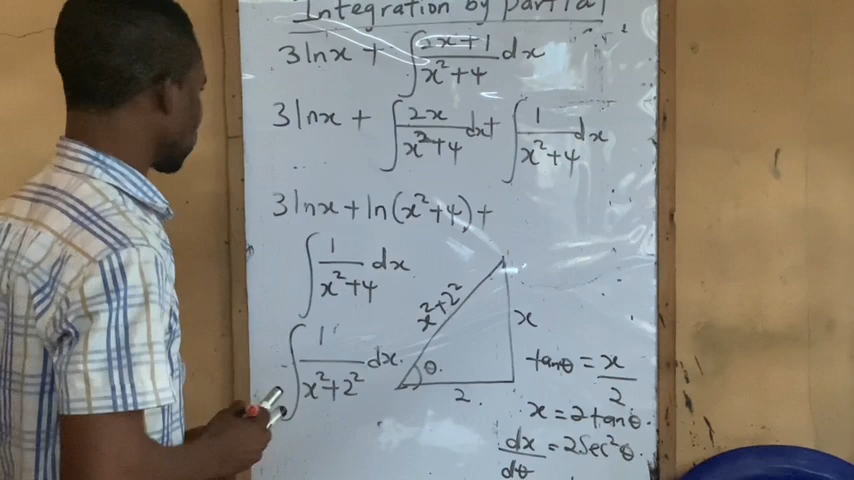 Integration by partial
3lnx + ∫ 2x+1/x²+4 dx
3lnx + ∫ 2x/x²+4 dx + ∫ 1/x²+4 dx
3lnx + ln(x²+4) +
∫ 1/x²+4 dx
∫ 1/x²+2² dx.
x²+2²
x
θ.
2.
tanθ = x/2
x = 2tanθ.
dx/dθ = 2Sec²θ.